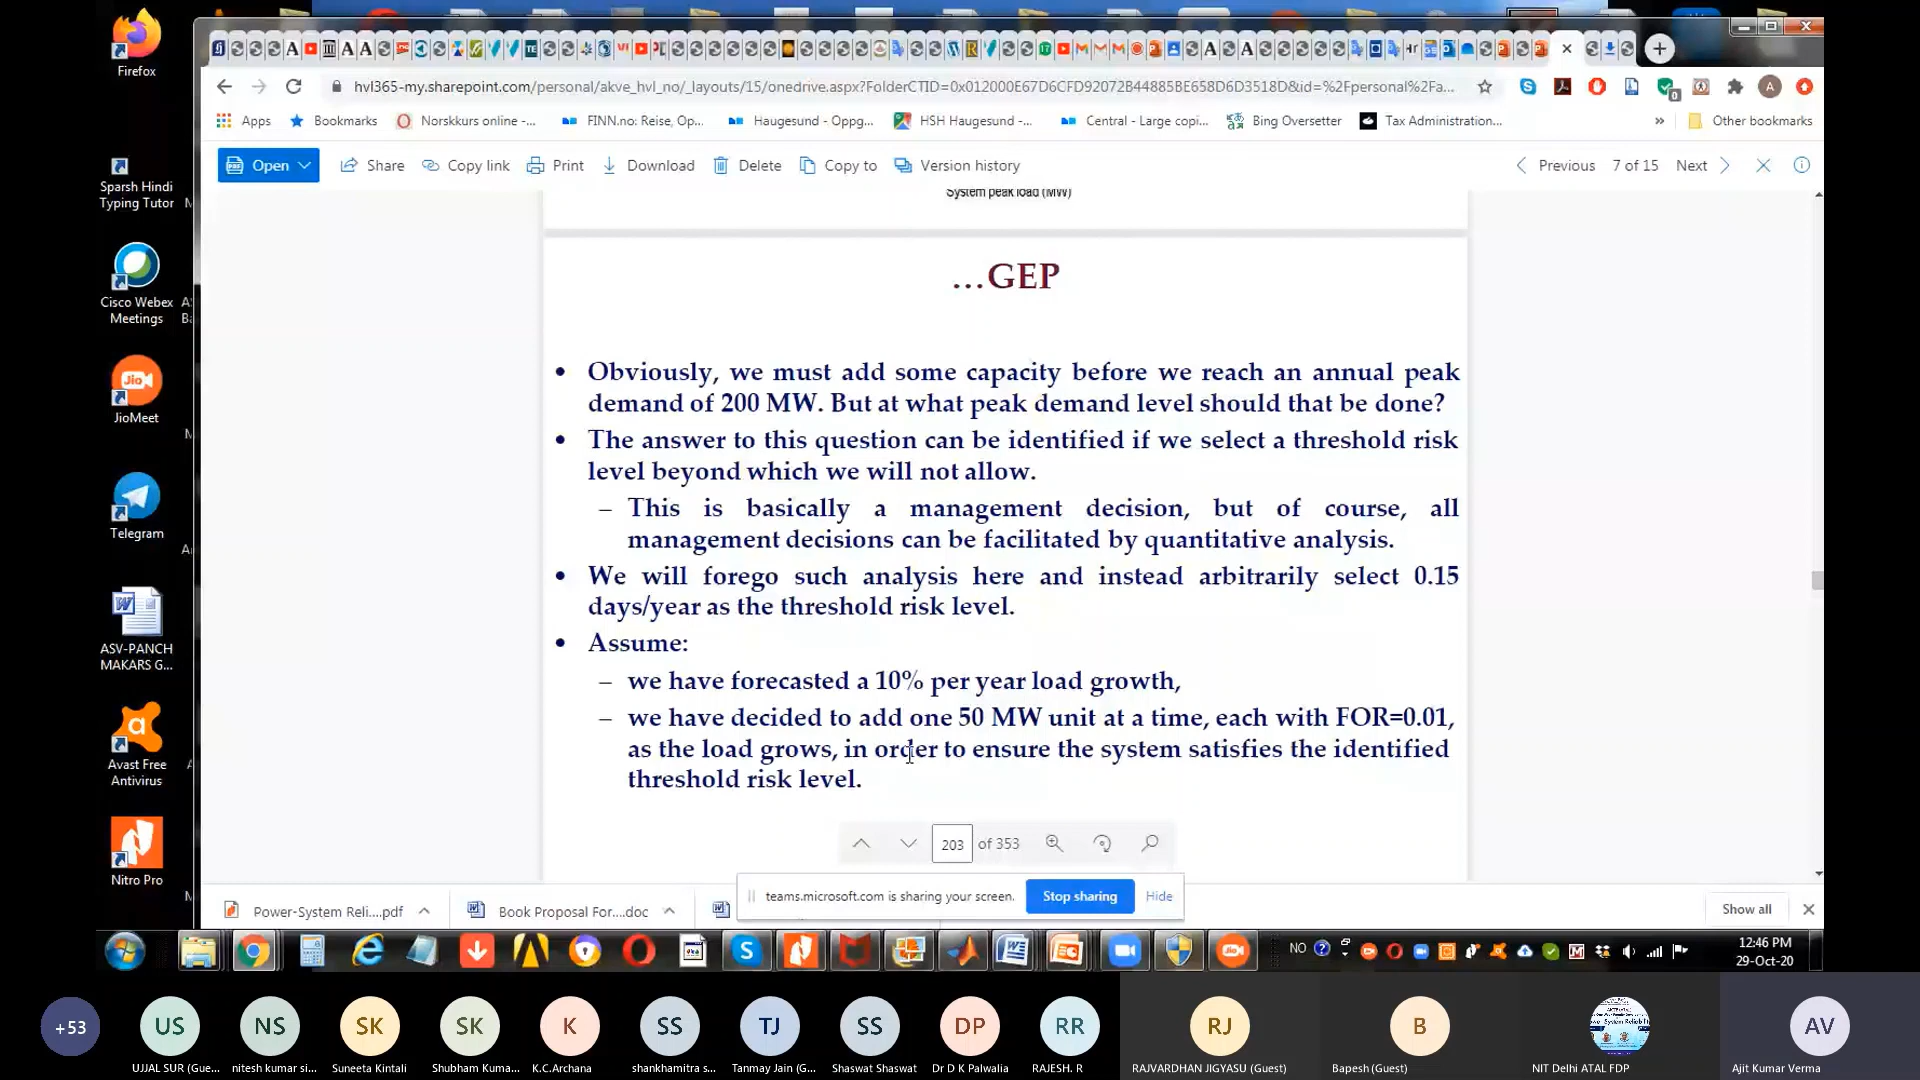 Firefox
Sparsh Hindi
Typing Tutor
Cisco Webex
Meetings
JioMeet
Telegram
ASV-PANCH
MAKARS G...
Avast Free
Antivirus
Nitro Pro
hvl365-my.sharepoint.com/personal/akve_hvl_no/_layouts/15/onedrive.aspx?FolderCTID=0x012000E67D6CFD92072B44885BE658D6D3518D&id=%2Fpersonal%2Fa...
Apps Bookmarks Norskkurs online -... FINN.no: Reise, Op... Haugesund - Oppg... HSH Haugesund -... Central - Large copi... Bing Oversetter Tax Administration... » Other bookmarks
Open Share Copy link Print Download Delete Copy to Version history Previous 7 of 15 Next
System peak load (MW)
...GEP
• Obviously, we must add some capacity before we reach an annual peak
demand of 200 MW. But at what peak demand level should that be done?
• The answer to this question can be identified if we select a threshold risk
level beyond which we will not allow.
– This is basically a management decision, but of course, all
management decisions can be facilitated by quantitative analysis.
• We will forego such analysis here and instead arbitrarily select 0.15
days/year as the threshold risk level.
• Assume:
– we have forecasted a 10% per year load growth,
– we have decided to add one 50 MW unit at a time, each with FOR=0.01,
as the load grows, in order to ensure the system satisfies the identified
threshold risk level.
203 of 353
teams.microsoft.com is sharing your screen. Stop sharing Hide
Power-System Reli....pdf Book Proposal For....doc Show all
NO 12:46 PM
29-Oct-20
+53 US NS SK SK K SS TJ SS DP RR RJ B AV
UJJAL SUR (Gue... nitesh kumar si... Suneeta Kintali Shubham Kuma... K.C.Archana shankhamitra s... Tanmay Jain (G... Shaswat Shaswat Dr D K Palwalia RAJESH. R RAJVARDHAN JIGYASU (Guest) Bapesh (Guest) NIT Delhi ATAL FDP Ajit Kumar Verma